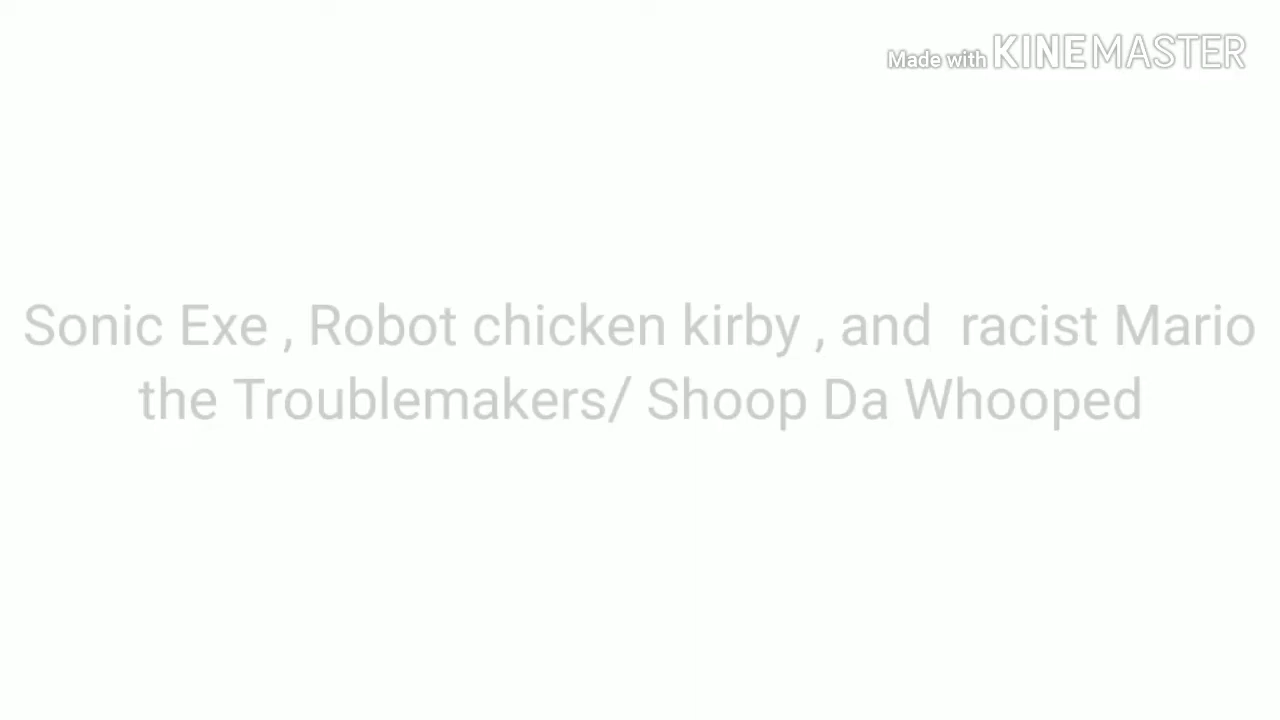 Made with KINEMASTER
Sonic Exe , Robot chicken kirby , and  racist Mario
the Troublemakers/ Shoop Da Whooped